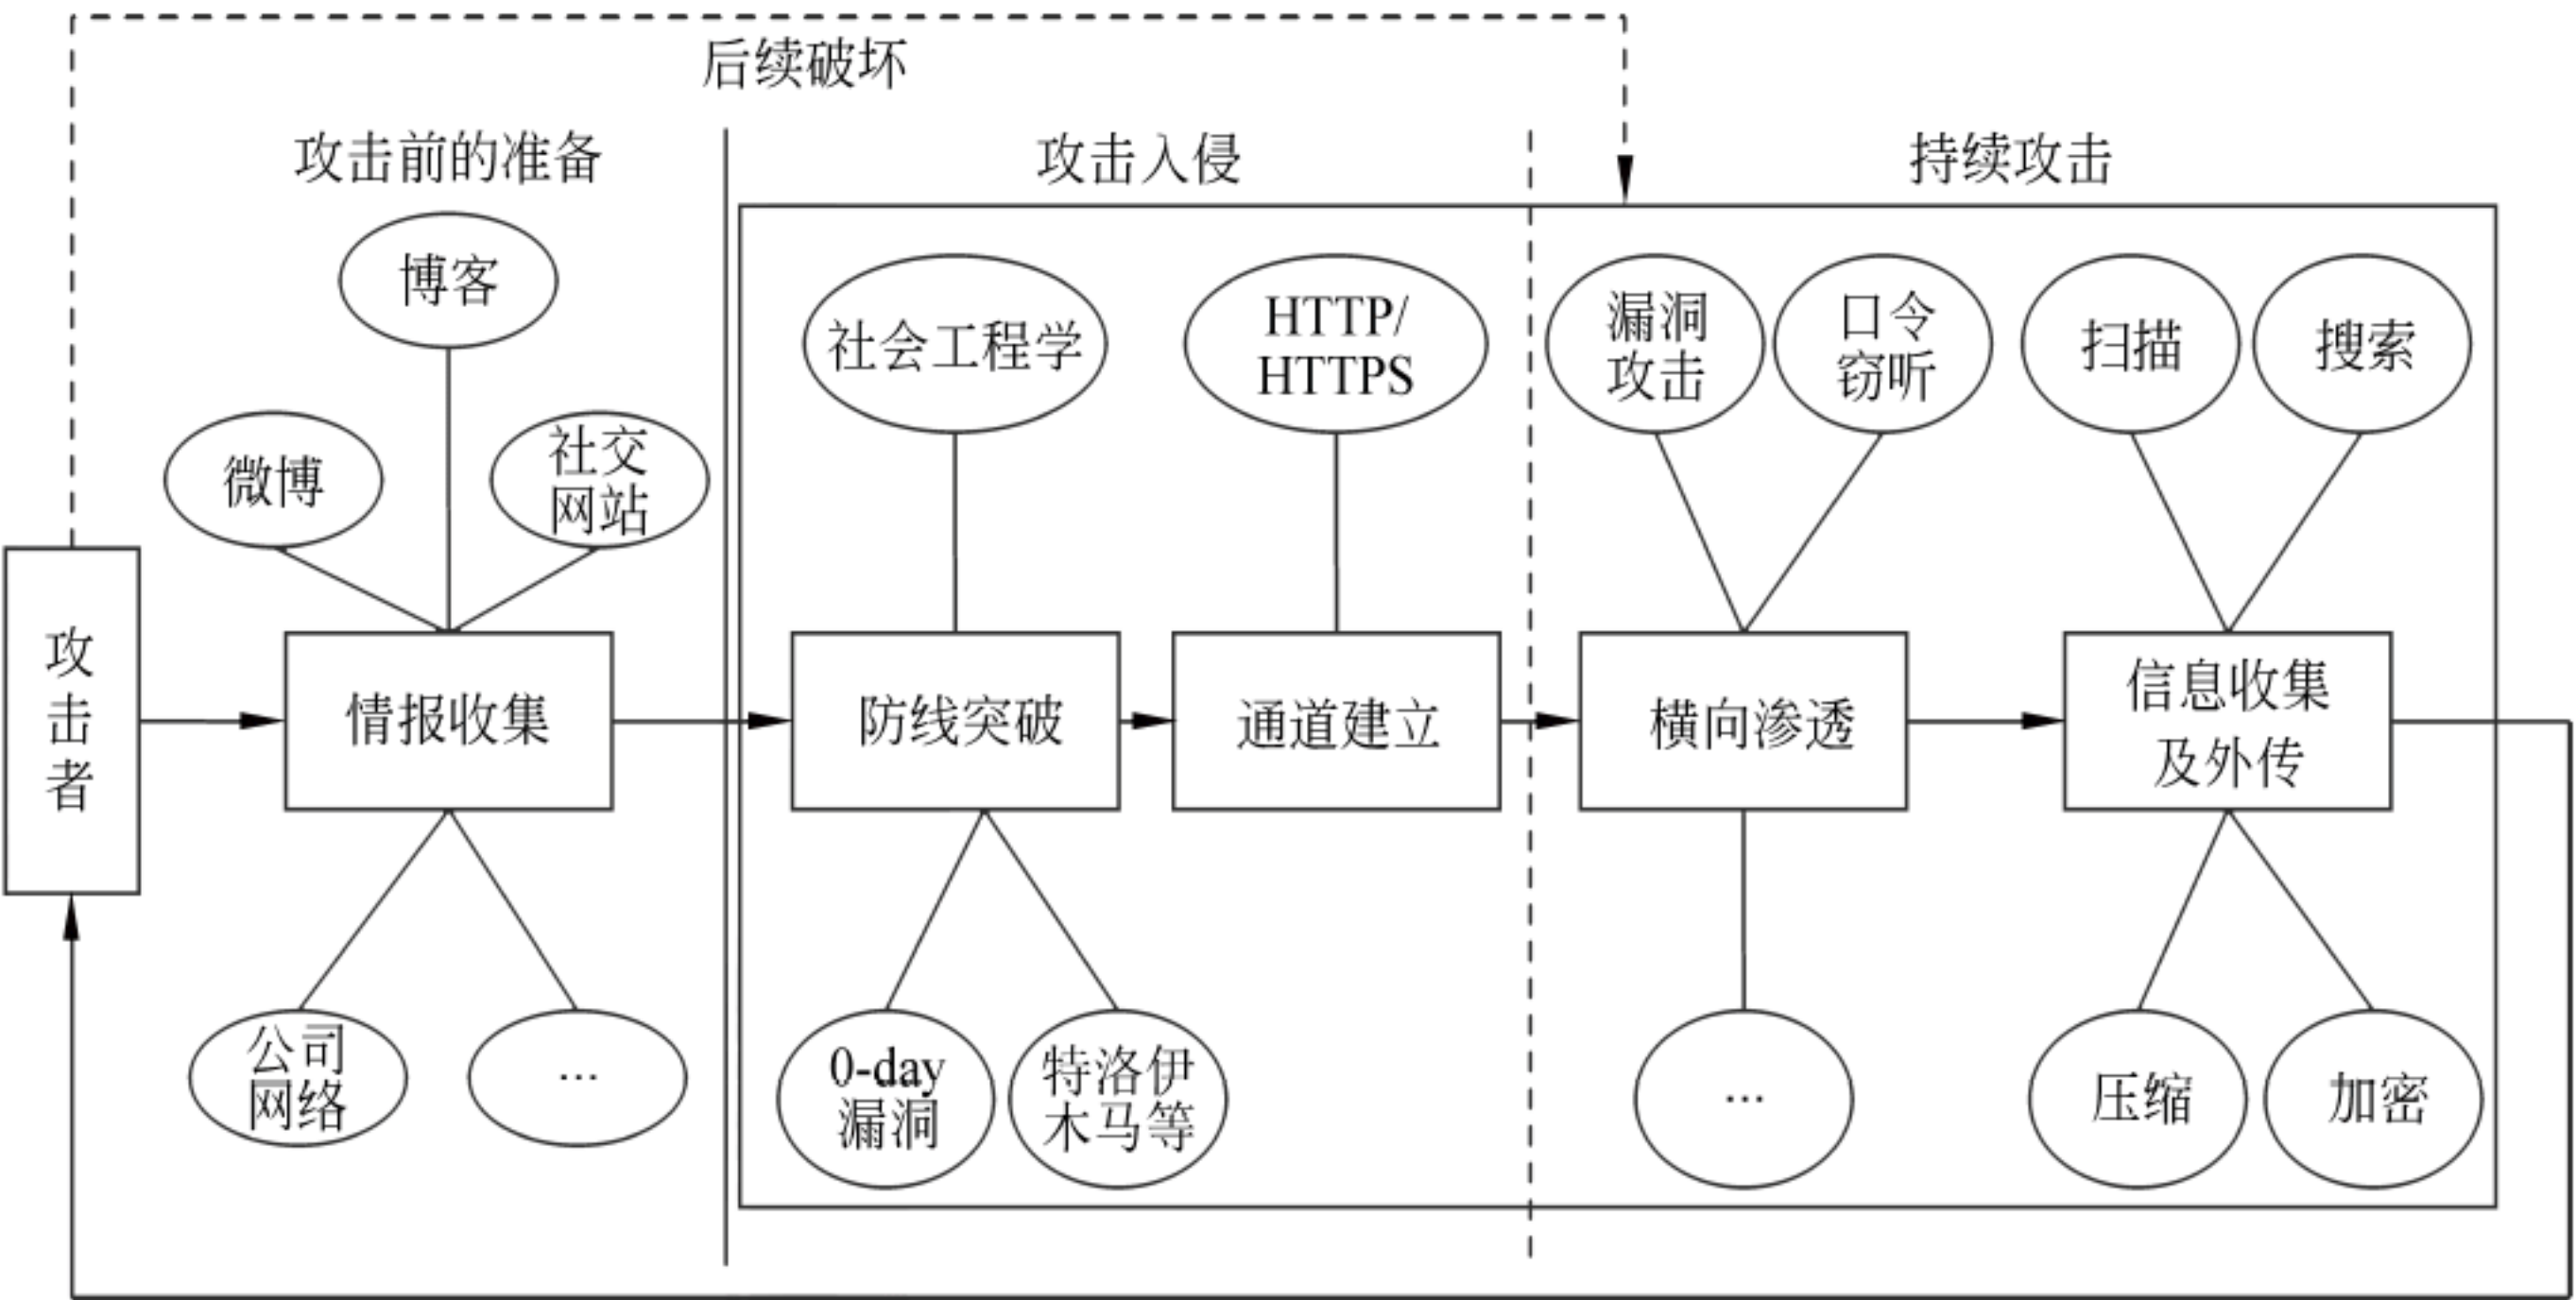 后续破坏
攻击前的准备
攻击入侵
持续攻击
博客
微博
社交
网站
社会工程学
HTTP/
HTTPS
漏洞
攻击
口令
窃听
扫描
搜索
攻
击
者
情报收集
防线突破
通道建立
横向渗透
信息收集
及外传
公司
网络
…
0-day
漏洞
特洛伊
木马等
…
压缩
加密